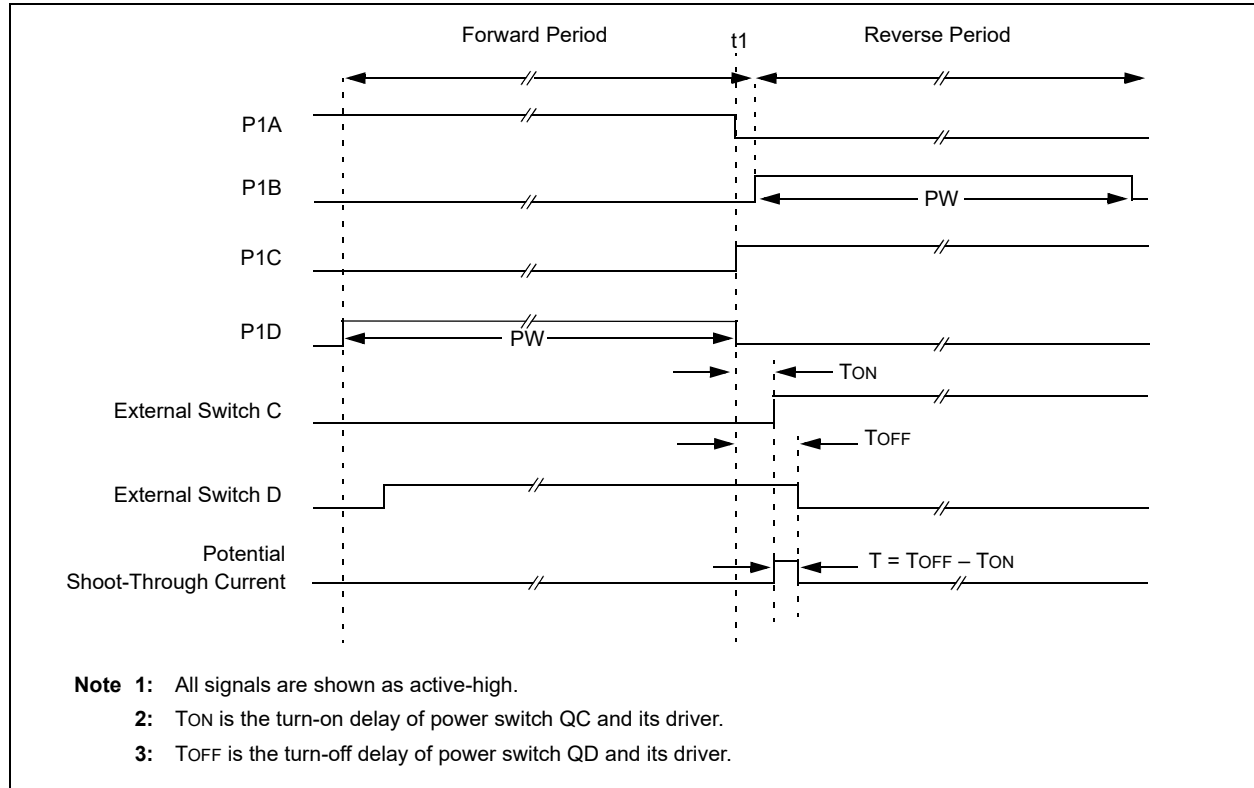 Forward Period
t1
Reverse Period
P1A
P1B
PW
P1C
P1D
PW
TON
External Switch C
TOFF
External Switch D
Potential
Shoot-Through Current
T = TOFF – TON
Note 1: All signals are shown as active-high.
2: TON is the turn-on delay of power switch QC and its driver.
3: TOFF is the turn-off delay of power switch QD and its driver.